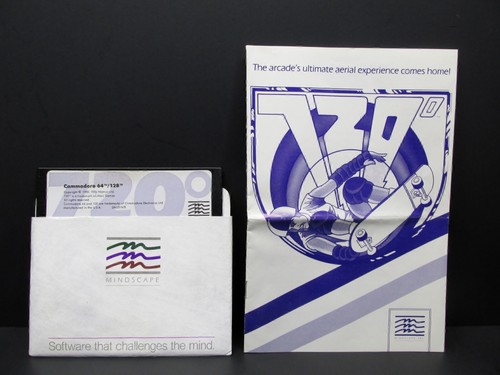 Commodore 64™/128™
720°
MINDSCAPE
Software that challenges the mind.
The arcade's ultimate aerial experience comes home!
720°